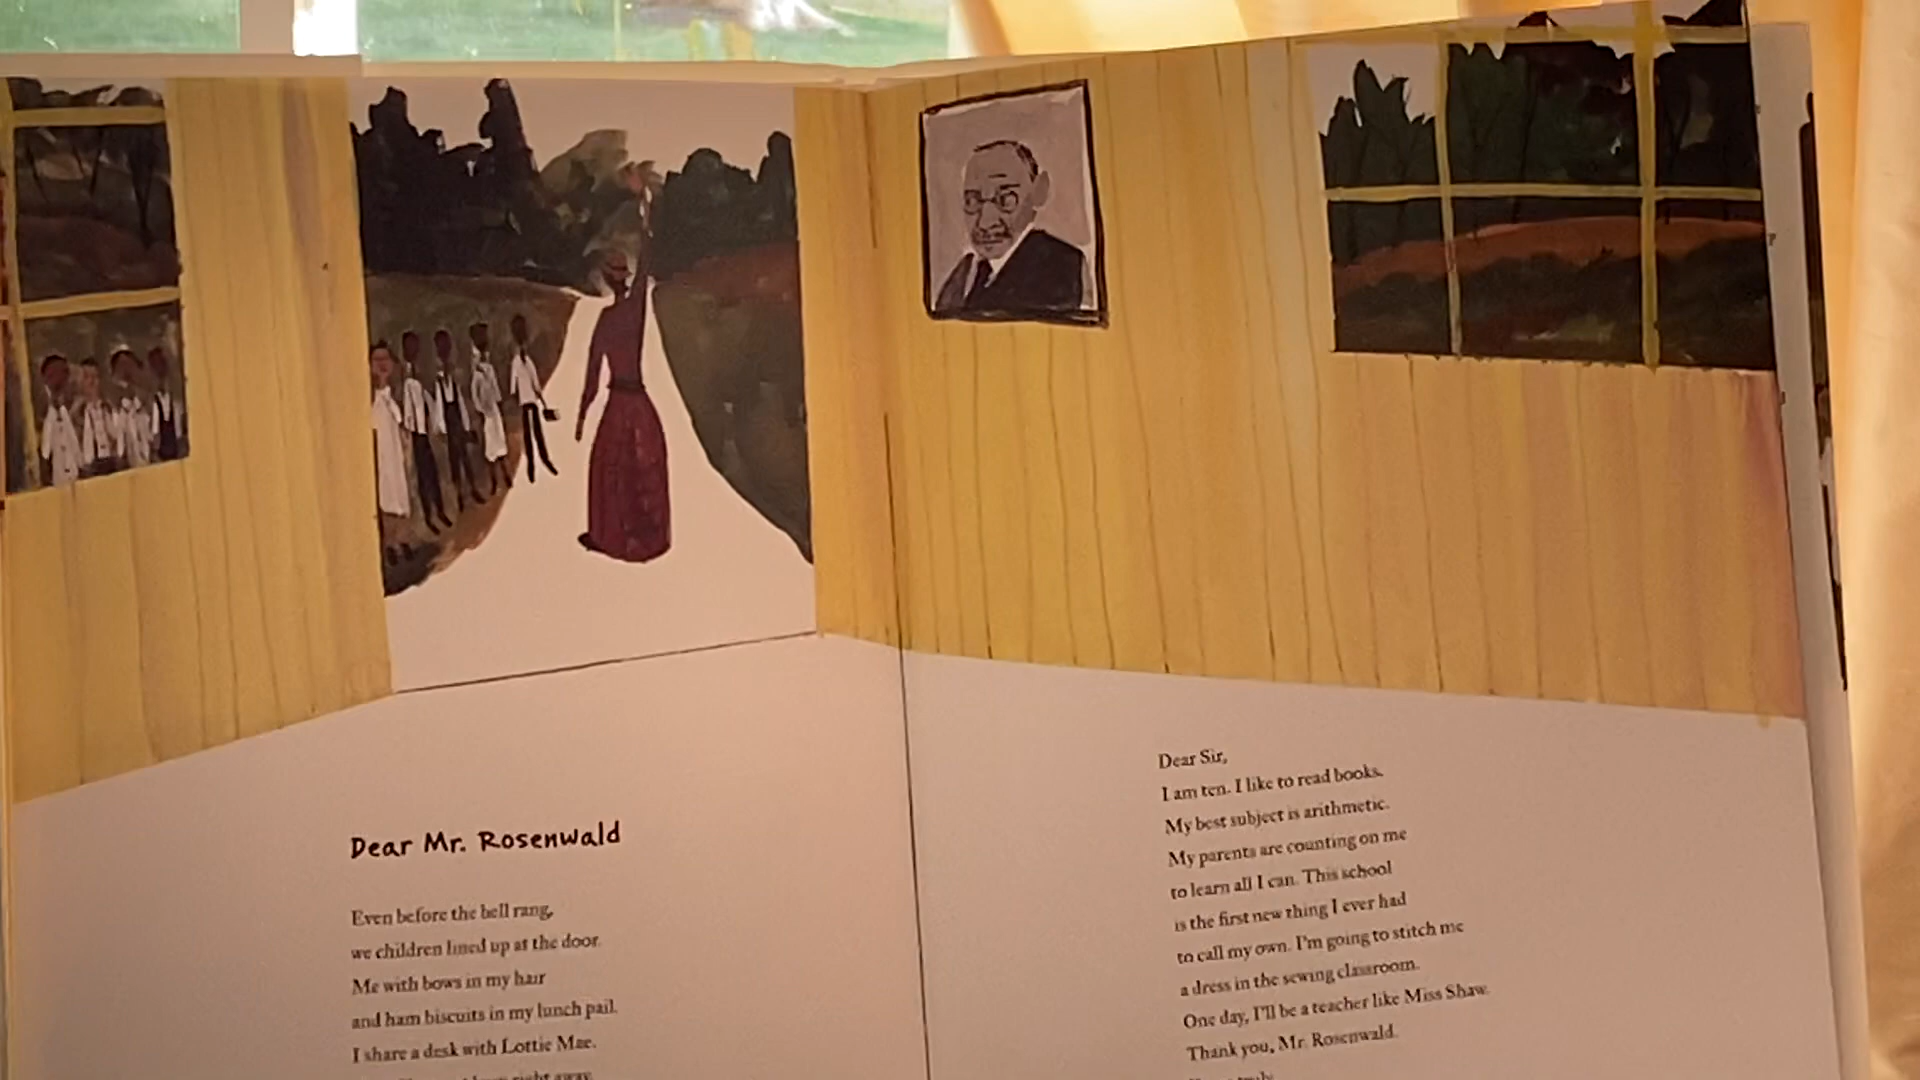 Dear Mr. Rosenwald
Even before the bell rang,
we children lined up at the door.
Me with bows in my hair
and ham biscuits in my lunch pail.
I share a desk with Lottie Mae.
right away.
Dear Sir,
I am ten. I like to read books.
My best subject is arithmetic.
My parents are counting on me
to learn all I can. This school
is the first new thing I ever had
to call my own. I'm going to stitch me
a dress in the sewing classroom.
One day, I'll be a teacher like Miss Shaw.
Thank you, Mr. Rosenwald.